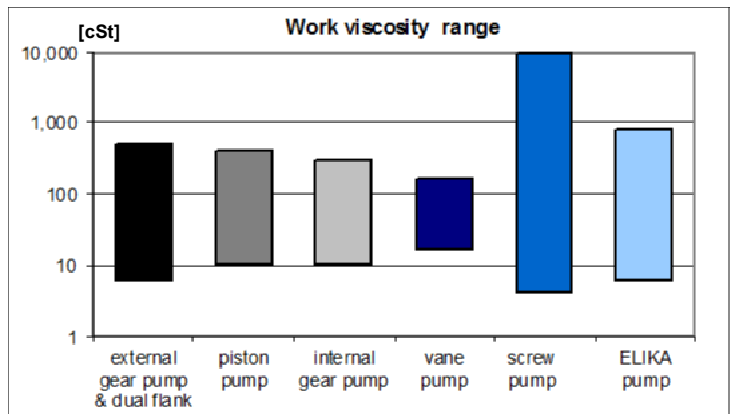 Work viscosity range
[cSt]
10,000
1,000
100
10
1
external
gear pump
& dual flank
piston
pump
internal
gear pump
vane
pump
screw
pump
ELIKA
pump